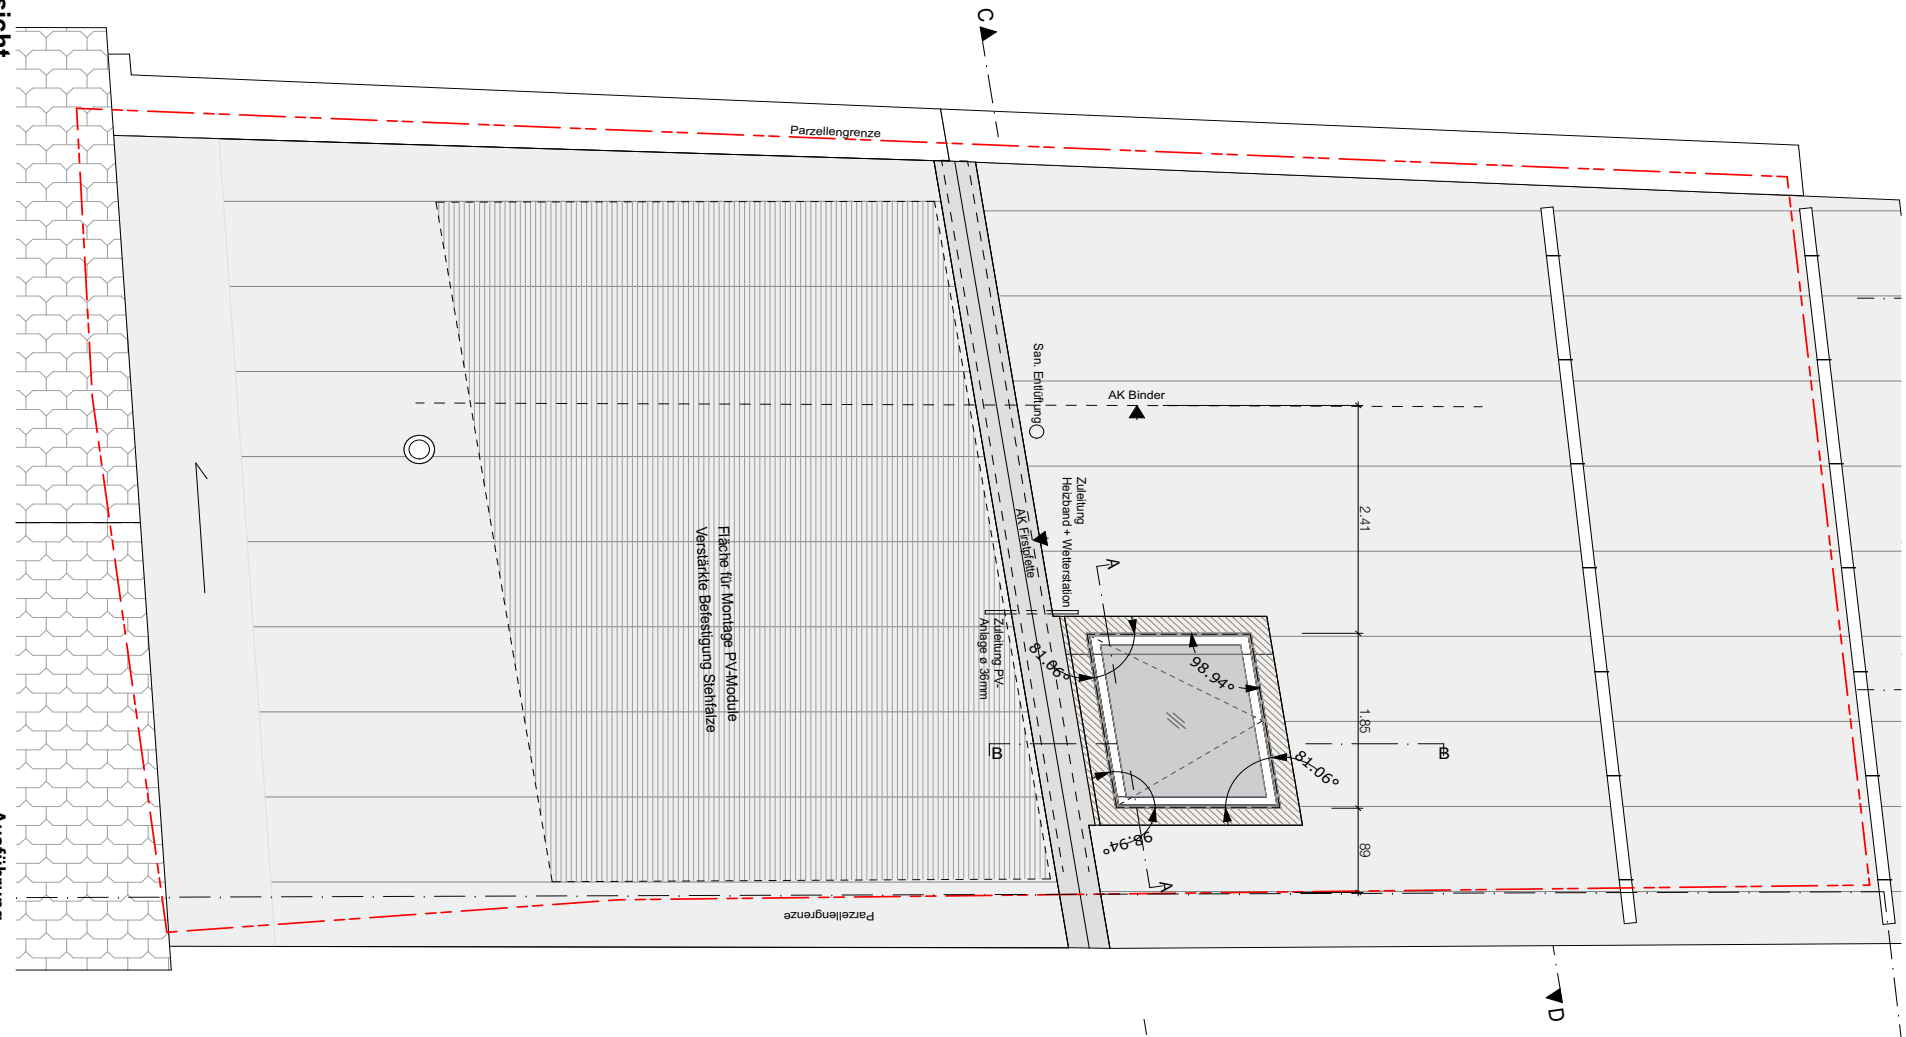 C
Parzellengrenze
San. Entlüftung
AK Binder
Zuleitung
Heizband + Wetterstation
2.41
AK Firstpfette
A
Fläche für Montage PV-Module
Verstärkte Befestigung Stehfalze
Zuleitung PV-
Anlage ø 36mm
81.06°
98.94°
1.85
B
B
81.06°
98.94°
89
A
Parzellengrenze
D